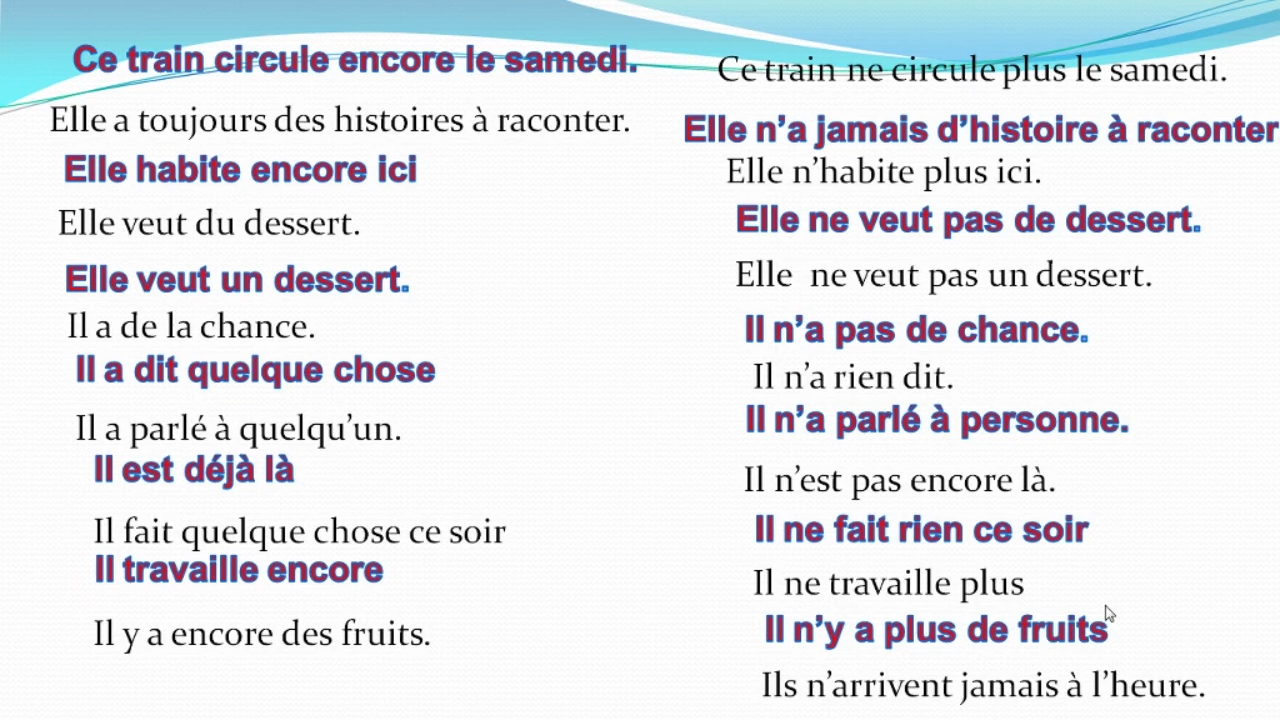 Ce train circule encore le samedi.
Elle a toujours des histoires à raconter.
Elle habite encore ici
Elle veut du dessert.
Elle veut un dessert.
Il a de la chance.
Il a dit quelque chose
Il a parlé à quelqu’un.
Il est déjà là
Il fait quelque chose ce soir
Il travaille encore
Il y a encore des fruits.
Ce train ne circule plus le samedi.
Elle n’a jamais d’histoire à raconter
Elle n’habite plus ici.
Elle ne veut pas de dessert.
Elle ne veut pas un dessert.
Il n’a pas de chance.
Il n’a rien dit.
Il n’a parlé à personne.
Il n’est pas encore là.
Il ne fait rien ce soir
Il ne travaille plus
Il n’y a plus de fruits
Ils n’arrivent jamais à l’heure.